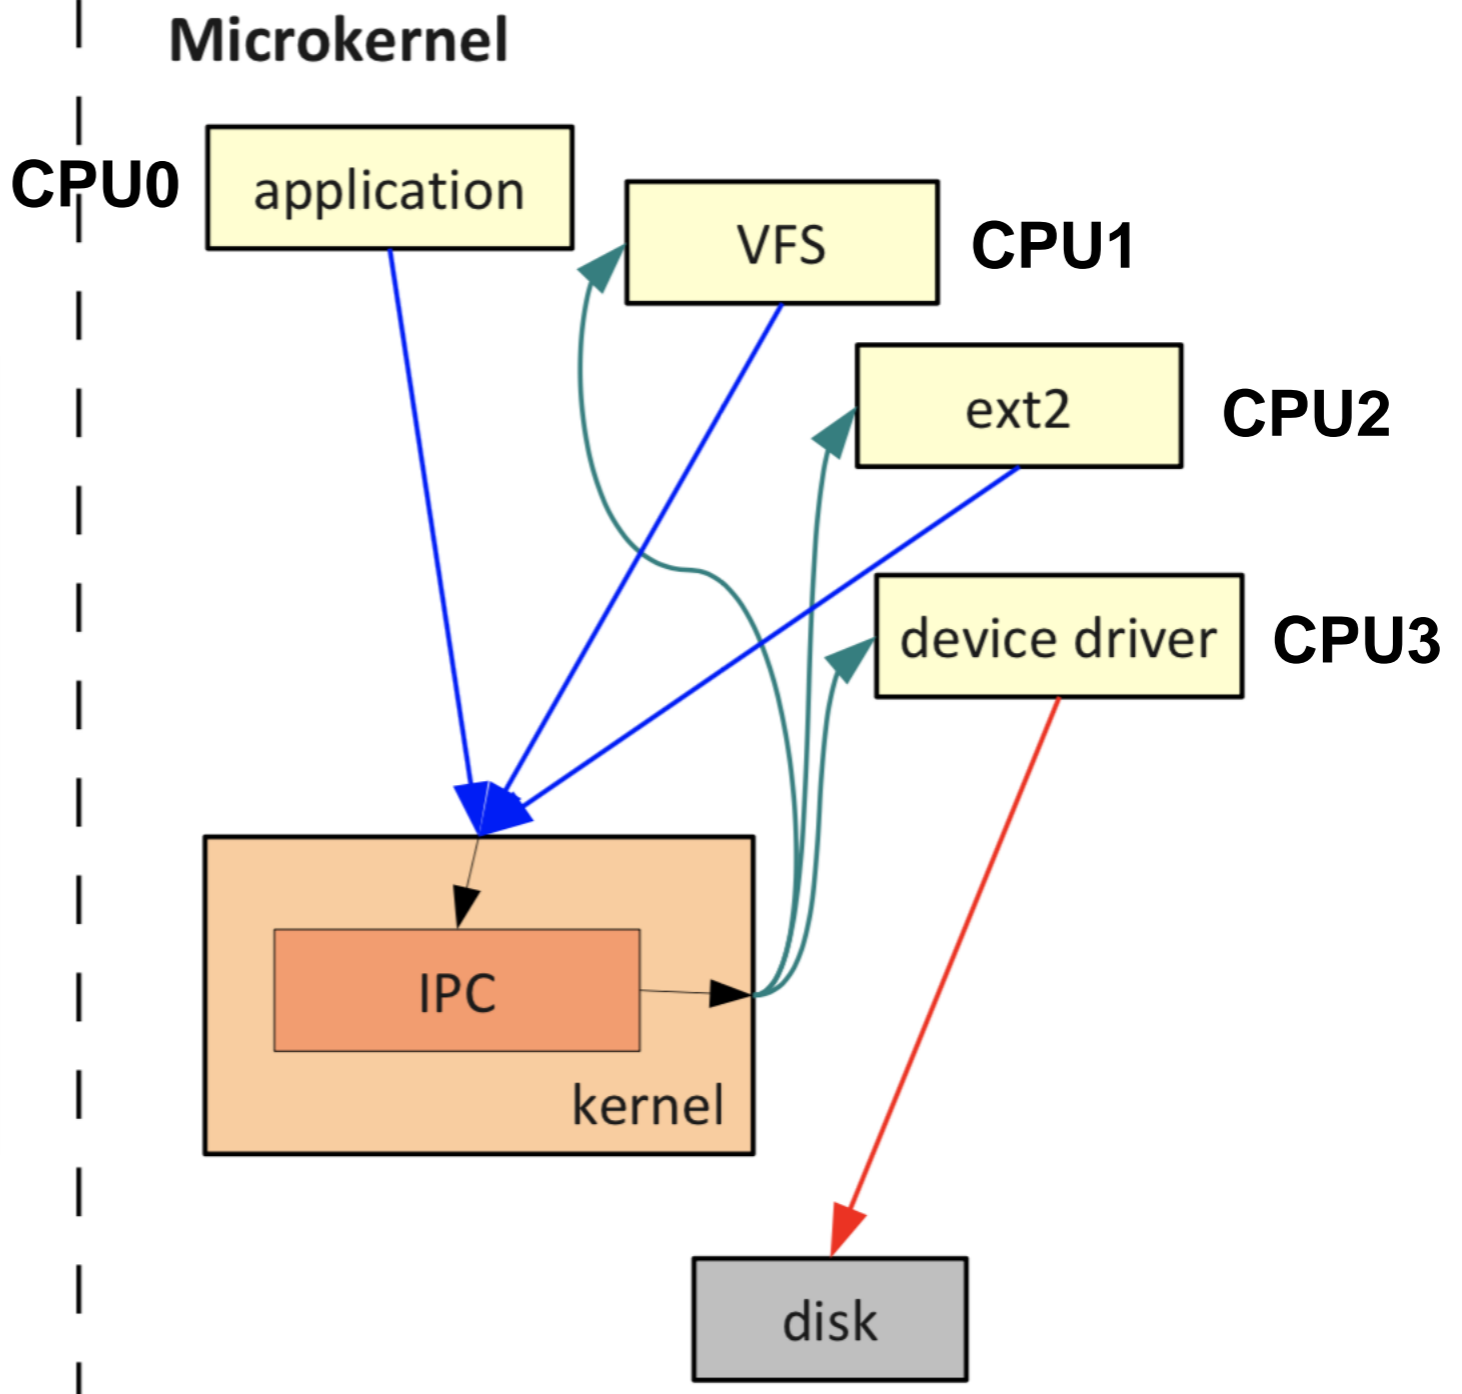 Microkernel
CPU0
application
VFS
CPU1
ext2
CPU2
device driver
CPU3
IPC
kernel
disk